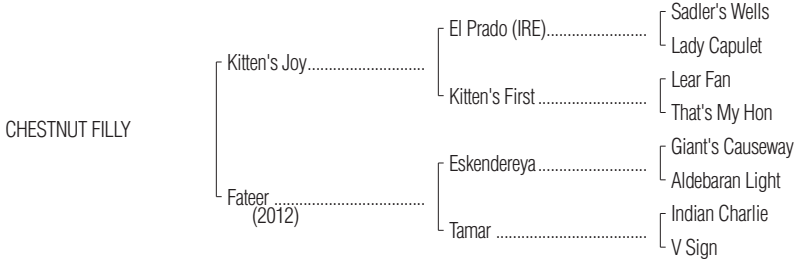 Sadler's Wells
El Prado (IRE)........................
Lady Capulet
Kitten's Joy............................
Lear Fan
Kitten's First ..........................
That's My Hon
CHESTNUT FILLY
Giant's Causeway
Eskendereya..........................
Aldebaran Light
Fateer ....................................
(2012)
Indian Charlie
Tamar ....................................
V Sign